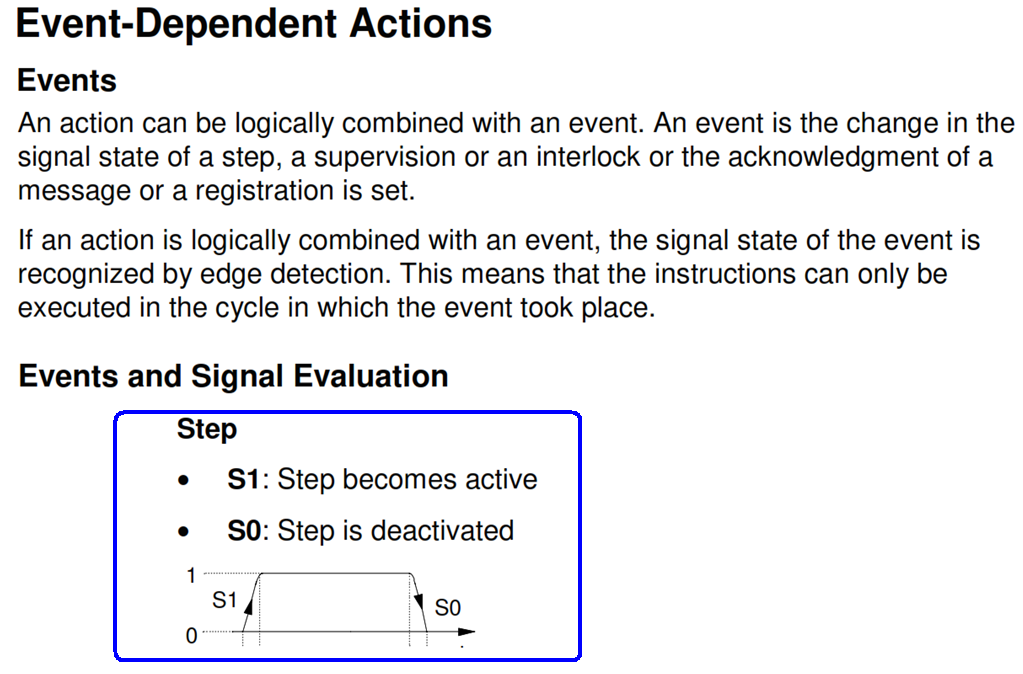 Event-Dependent Actions
Events
An action can be logically combined with an event. An event is the change in the
signal state of a step, a supervision or an interlock or the acknowledgment of a
message or a registration is set.
If an action is logically combined with an event, the signal state of the event is
recognized by edge detection. This means that the instructions can only be
executed in the cycle in which the event took place.
Events and Signal Evaluation
Step
• S1: Step becomes active
• S0: Step is deactivated
1
S1
S0
0